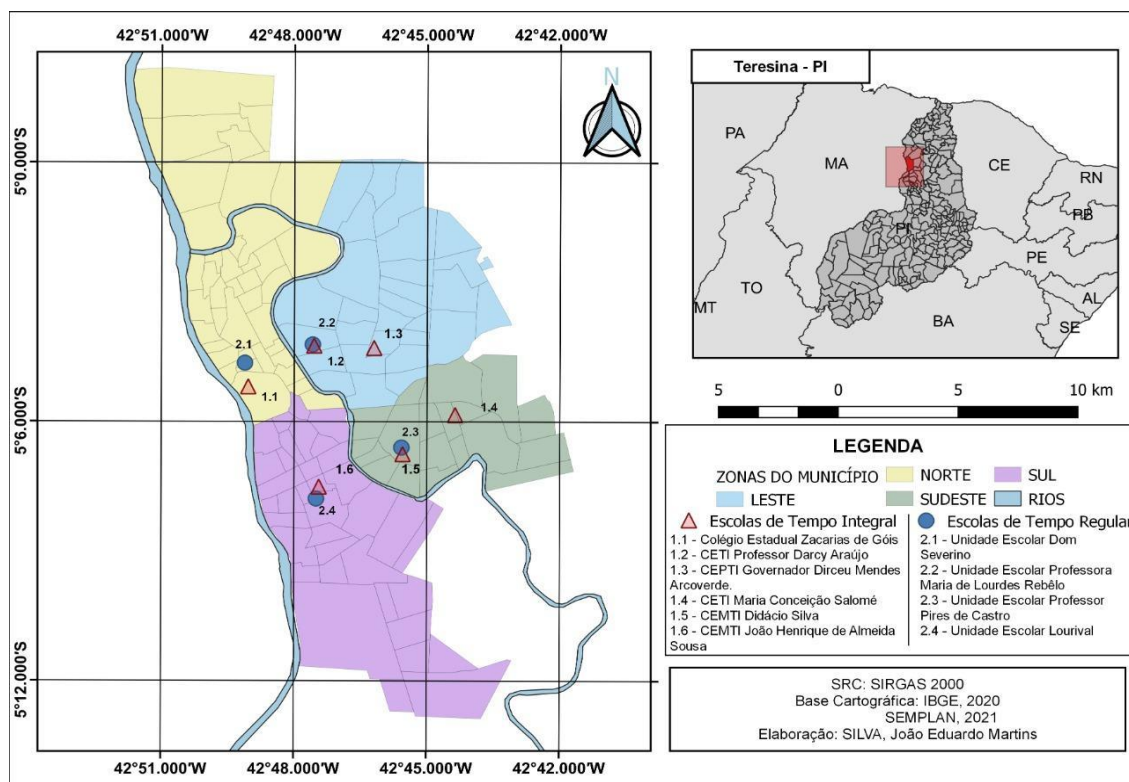 42°51.000'W 42°48.000'W 42°45.000'W 42°42.000'W
N
5°0.000'S
5°6.000'S
5°12.000'S
2.2
1.3
1.2
2.1
1.1
1.4
2.3
1.5
1.6
2.4
42°51.000'W 42°48.000'W 42°45.000'W 42°42.000'W
Teresina - PI
PA
MA
CE
RN
PB
PI
PE
TO
AL
MT
BA
SE
5 0 5 10 km
LEGENDA
ZONAS DO MUNICÍPIO NORTE SUL
LESTE SUDESTE RIOS
Escolas de Tempo Integral
1.1 - Colégio Estadual Zacarias de Góis
1.2 - CETI Professor Darcy Araújo
1.3 - CEPTI Governador Dirceu Mendes
Arcoverde.
1.4 - CETI Maria Conceição Salomé
1.5 - CEMTI Didácio Silva
1.6 - CEMTI João Henrique de Almeida
Sousa
Escolas de Tempo Regular
2.1 - Unidade Escolar Dom
Severino
2.2 - Unidade Escolar Professora
Maria de Lourdes Rebêlo
2.3 - Unidade Escolar Professor
Pires de Castro
2.4 - Unidade Escolar Lourival
SRC: SIRGAS 2000
Base Cartográfica: IBGE, 2020
SEMPLAN, 2021
Elaboração: SILVA, João Eduardo Martins